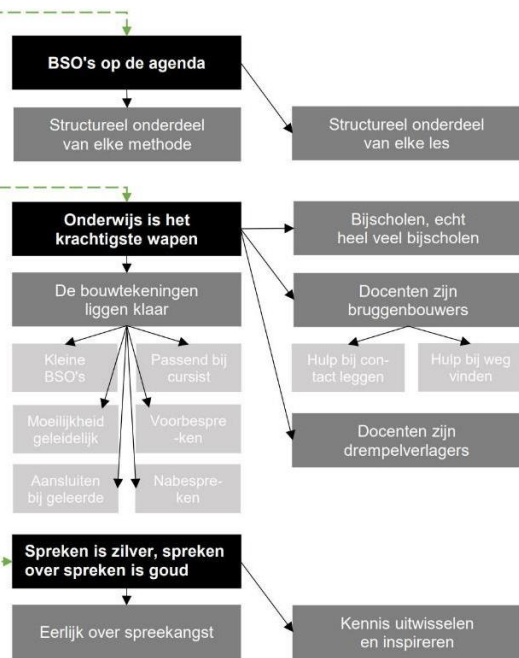 BSO's op de agenda
Structureel onderdeel
van elke methode
Structureel onderdeel
van elke les
Onderwijs is het
krachtigste wapen
Bijscholen, echt
heel veel bijscholen
De bouwtekeningen
liggen klaar
Docenten zijn
bruggenbouwers
Kleine
BSO's
Passend bij
cursist
Hulp bij con-
tact leggen
Hulp bij weg
vinden
Moeilijkheid
geleidelijk
Voorbespre
-ken
Docenten zijn
drempelverlagers
Aansluiten
bij geleerde
Nabespre-
ken
Spreken is zilver, spreken
over spreken is goud
Eerlijk over spreekangst
Kennis uitwisselen
en inspireren